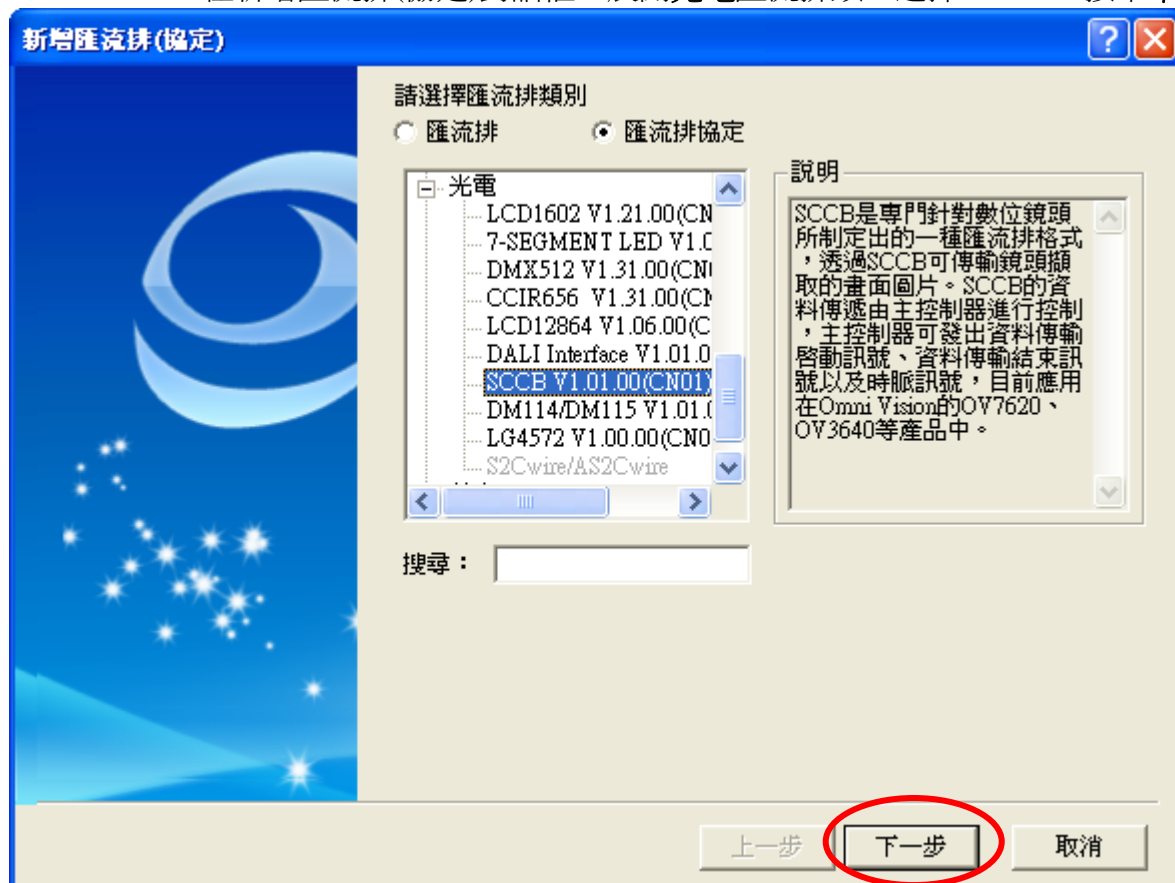 新增匯流排(協定)
請選擇匯流排類別
匯流排
匯流排協定
光電
LCD1602 V1.21.00(CN
7-SEGMENT LED V1.0
DMX512 V1.31.00(CN
CCIR656 V1.31.00(CN
LCD12864 V1.06.00(C
DALI Interface V1.01.0
SCCB V1.01.00(CN01)
DM114/DM115 V1.01.0
LG4572 V1.00.00(CN0
S2Cwire/AS2Cwire
說明
SCCB是專門針對數位鏡頭
所制定出的一種匯流排格式
，透過SCCB可傳輸鏡頭擷
取的畫面圖片。SCCB的資
料傳遞由主控制器進行控制
，主控制器可發出資料傳輸
啓動訊號、資料傳輸結束訊
號以及時脈訊號，目前應用
在Omni Vision的OV7620、
OV3640等產品中。
搜尋：
上一步
下一步
取消